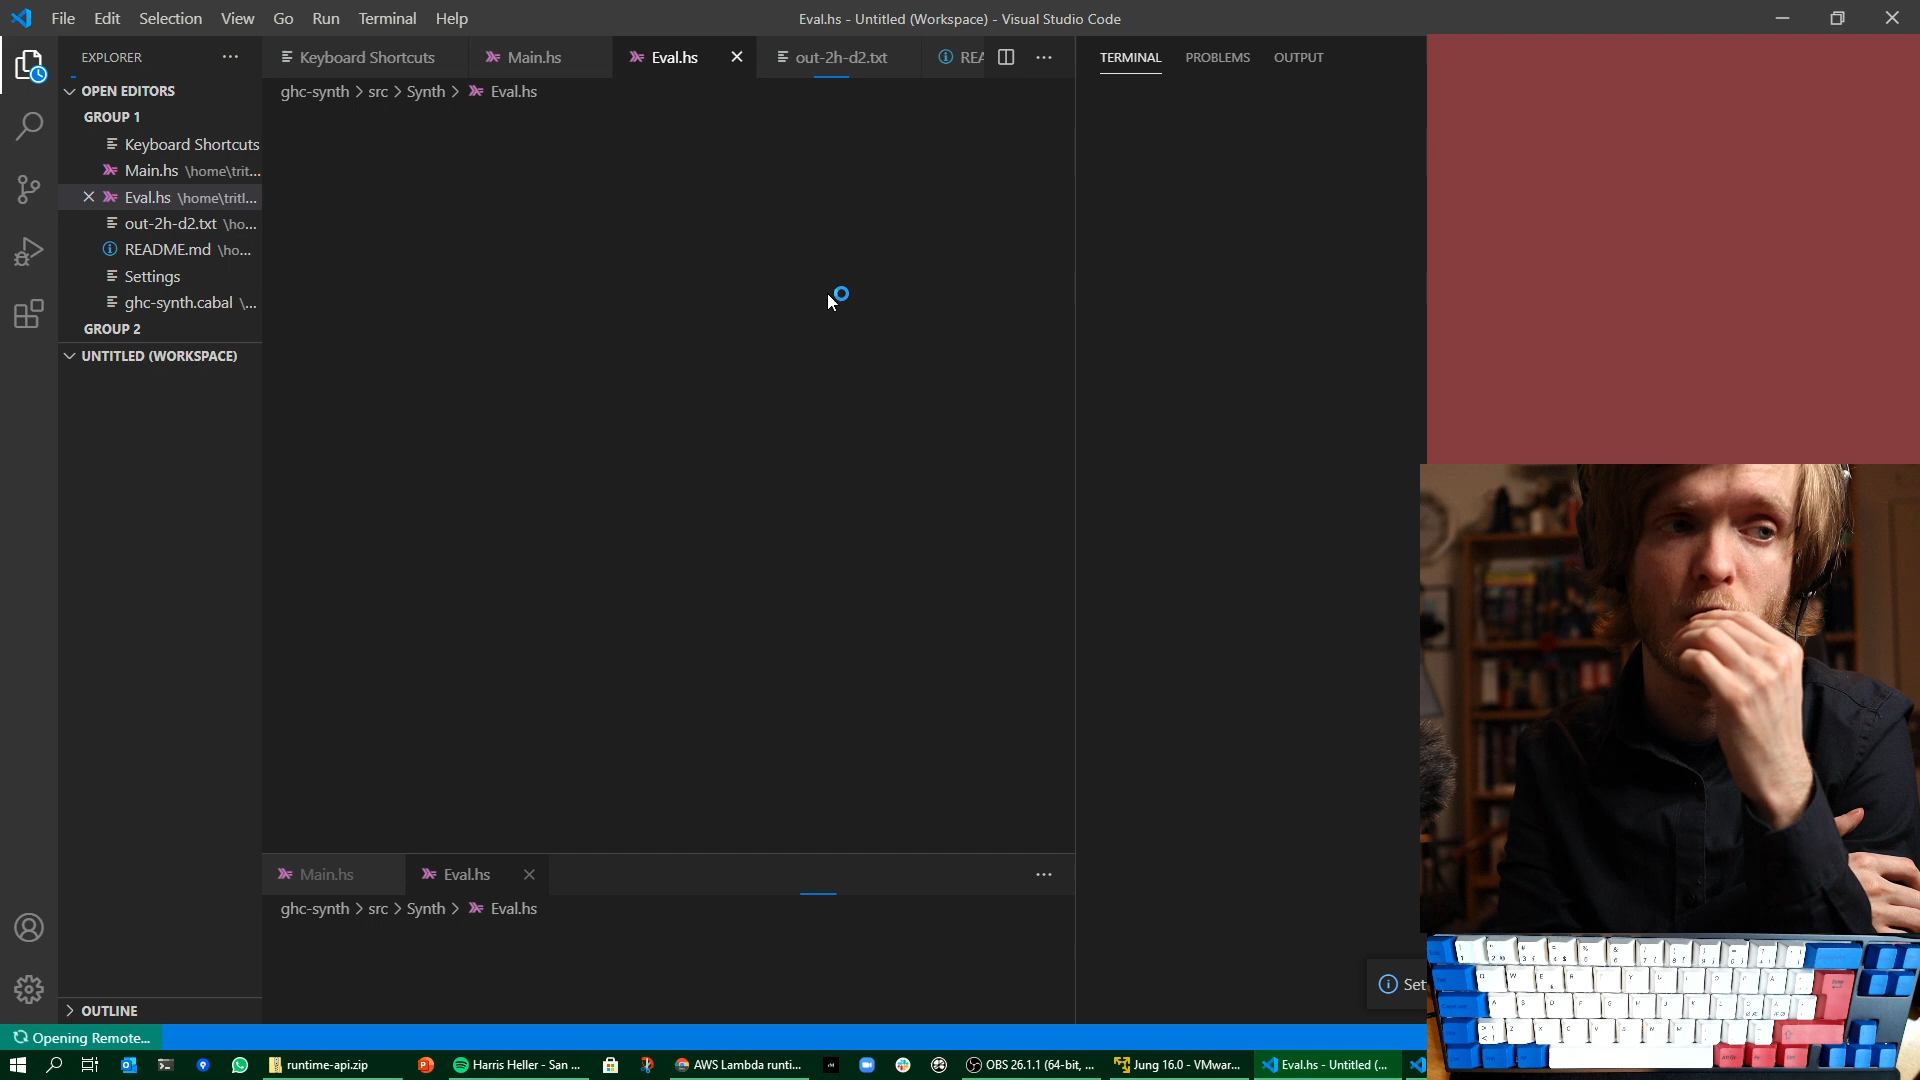 File Edit Selection View Go Run Terminal Help
Eval.hs - Untitled (Workspace) - Visual Studio Code
EXPLORER
Keyboard Shortcuts
Main.hs
Eval.hs
out-2h-d2.txt
REA
TERMINAL PROBLEMS OUTPUT
OPEN EDITORS
ghc-synth > src > Synth > Eval.hs
GROUP 1
Keyboard Shortcuts
Main.hs \home\trit...
Eval.hs \home\tritl...
out-2h-d2.txt \ho...
README.md \ho...
Settings
ghc-synth.cabal \...
GROUP 2
UNTITLED (WORKSPACE)
Main.hs
Eval.hs
ghc-synth > src > Synth > Eval.hs
Set
OUTLINE
Opening Remote...
runtime-api.zip
Harris Heller - San ...
AWS Lambda runti...
OBS 26.1.1 (64-bit, ...
Jung 16.0 - VMwar...
Eval.hs - Untitled (...